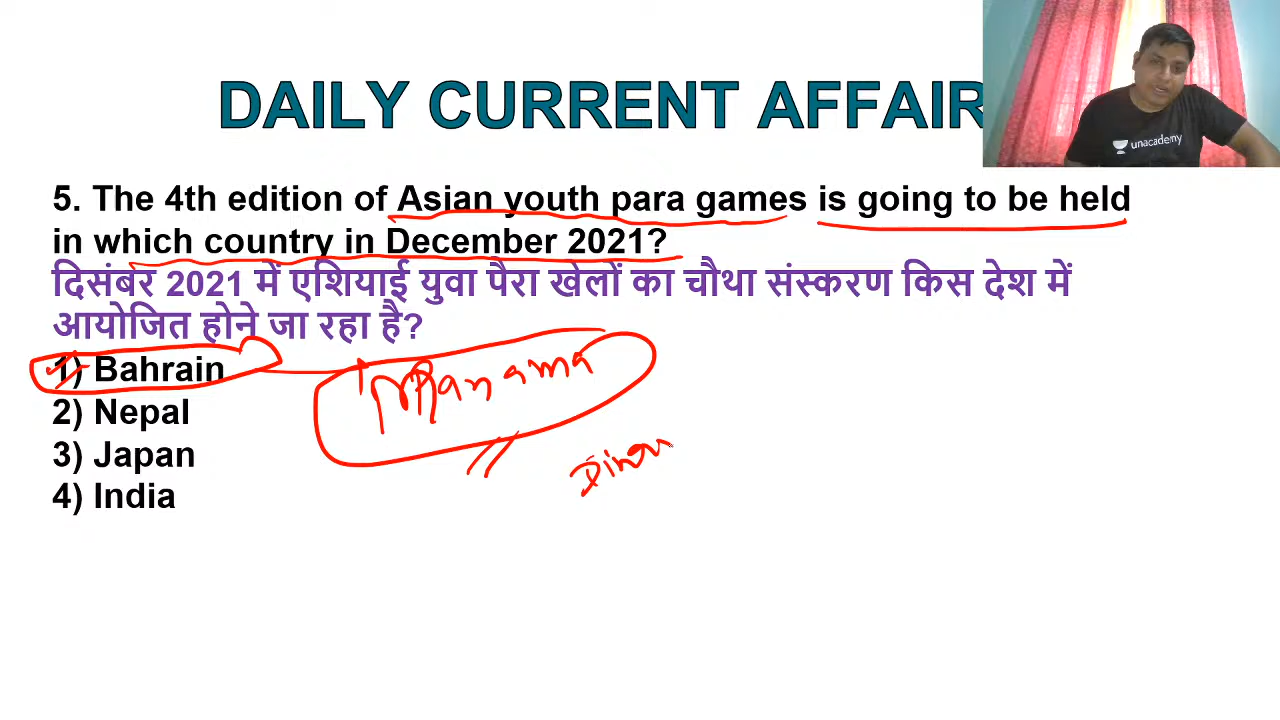 DAILY CURRENT AFFAIR
unacademy
5. The 4th edition of Asian youth para games is going to be held
in which country in December 2021?
दिसंबर 2021 में एशियाई युवा पैरा खेलों का चौथा संस्करण किस देश में
आयोजित होने जा रहा है?
1) Bahrain
Manama
2) Nepal
3) Japan
4) India